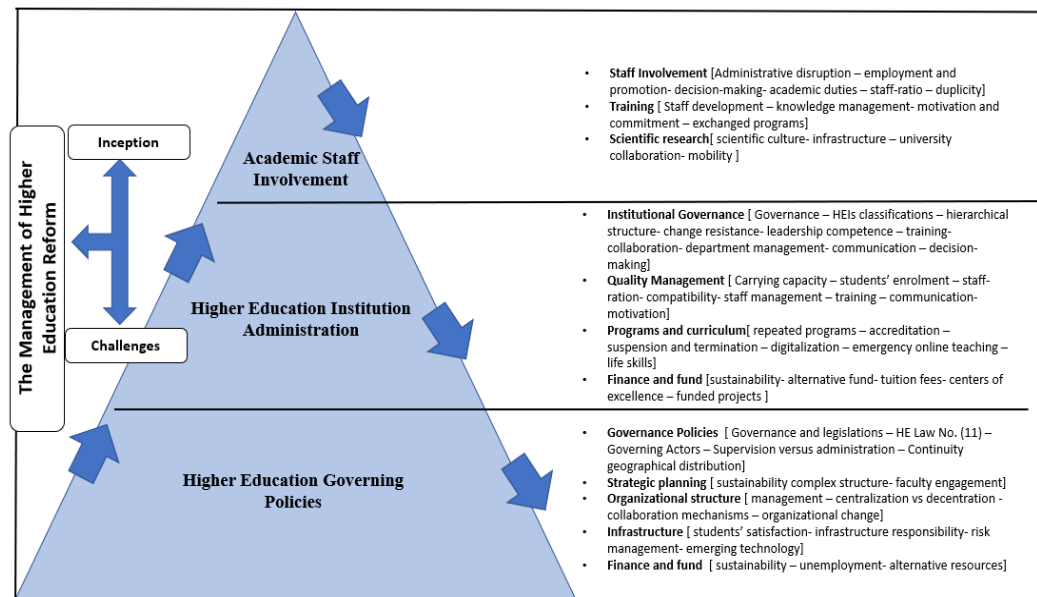 The Management of Higher
Education Reform
Inception
Challenges
Academic Staff
Involvement
• Staff Involvement [Administrative disruption – employment and
promotion- decision-making- academic duties – staff-ratio – duplicity]
• Training [ Staff development – knowledge management- motivation and
commitment – exchanged programs]
• Scientific research[ scientific culture- infrastructure – university
collaboration- mobility ]
Higher Education Institution
Administration
• Institutional Governance [ Governance – HEIs classifications – hierarchical
structure- change resistance- leadership competence – training-
collaboration- department management- communication – decision-
making]
• Quality Management [ Carrying capacity – students’ enrolment – staff-
ration- compatibility- staff management – training – communication-
motivation]
• Programs and curriculum[ repeated programs – accreditation –
suspension and termination – digitalization – emergency online teaching –
life skills]
• Finance and fund [sustainability- alternative fund- tuition fees- centers of
excellence – funded projects ]
Higher Education Governing
Policies
• Governance Policies [ Governance and legislations – HE Law No. (11) –
Governing Actors – Supervision versus administration – Continuity
geographical distribution]
• Strategic planning [ sustainability complex structure- faculty engagement]
• Organizational structure [ management – centralization vs decentration -
collaboration mechanisms – organizational change]
• Infrastructure [ students’ satisfaction- infrastructure responsibility- risk
management- emerging technology]
• Finance and fund [ sustainability – unemployment- alternative resources]